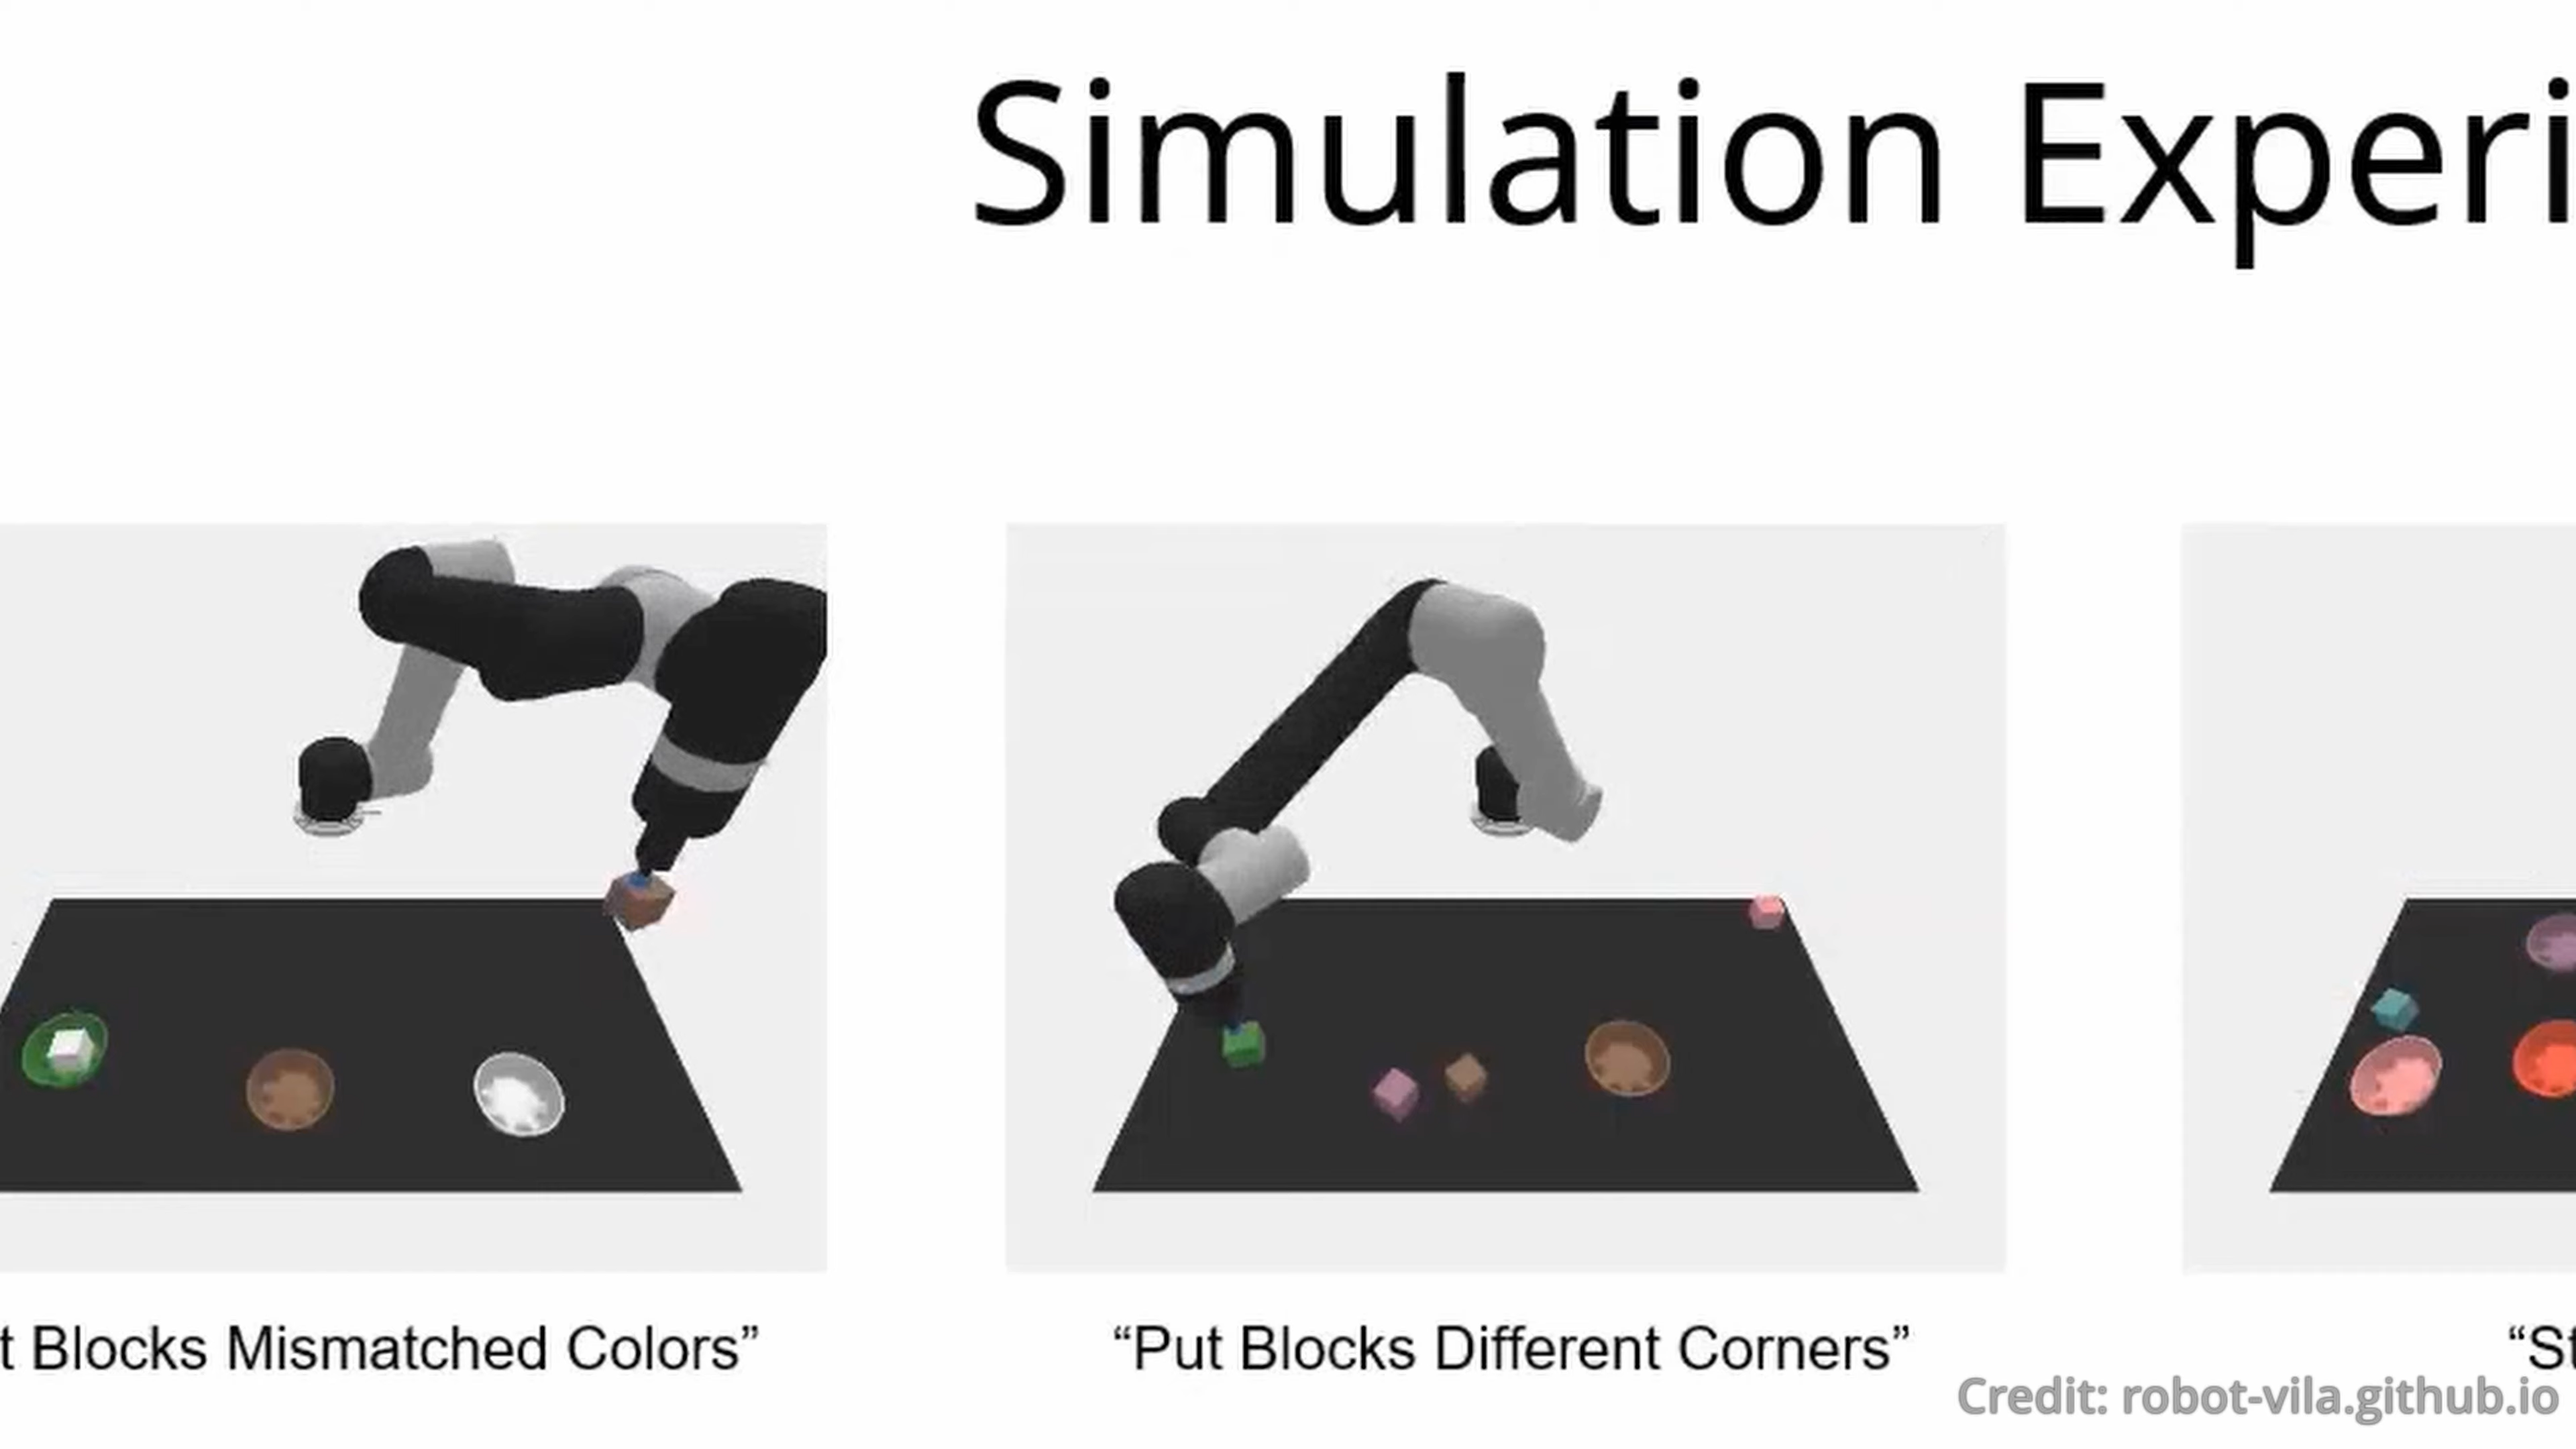 Simulation Experi
t Blocks Mismatched Colors”
“Put Blocks Different Corners”
“St
Credit: robot-vila.github.io